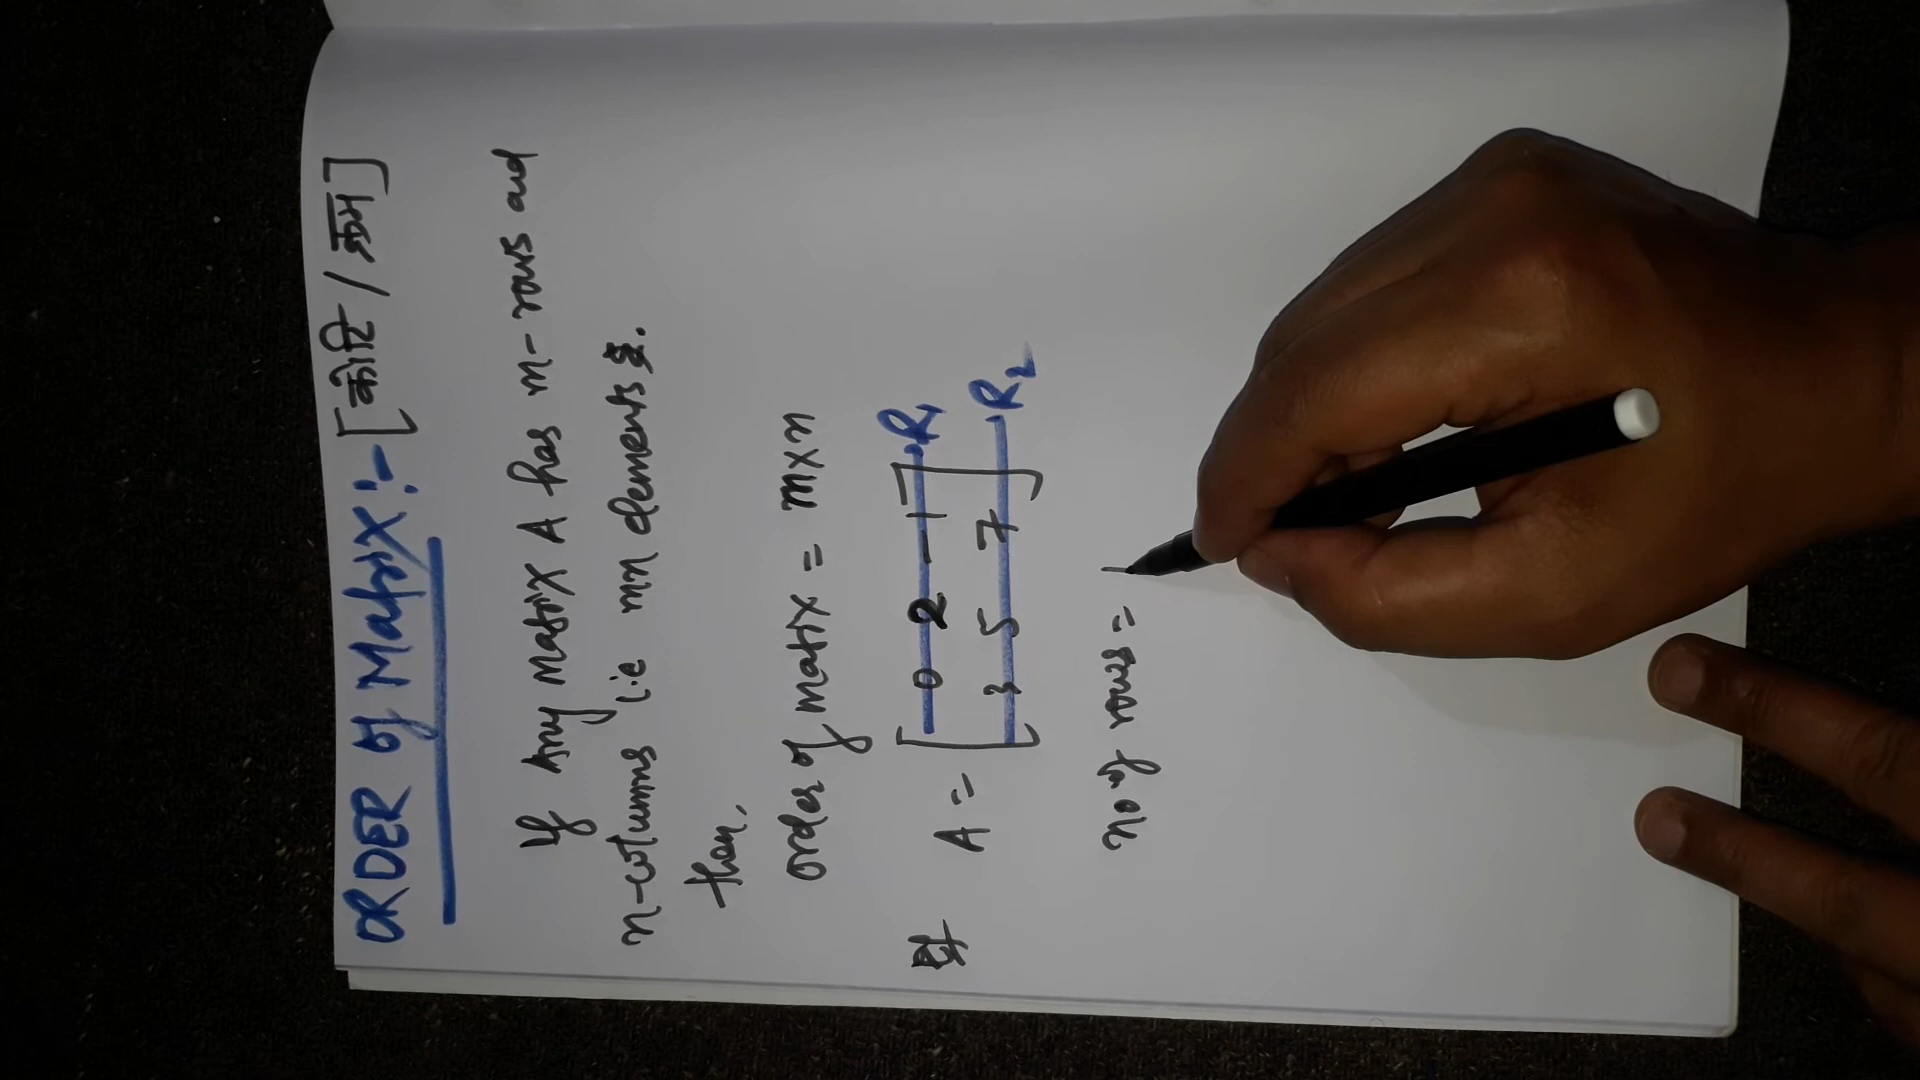 ORDER of Matrix :- [कोटि / क्रम]
If Any matrix A has m-rows and
n-columns i.e mn elements.
then,
order of matrix = m×n
A = [ 0 2 -1 ] R1
[ 3 5 7 ] R2
no of rows =